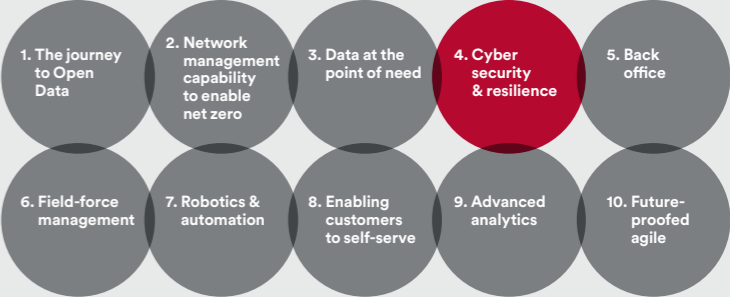 1. The journey
to Open
Data
2. Network
management
capability
to enable
net zero
3. Data at the
point of need
4. Cyber
security
& resilience
5. Back
office
6. Field-force
management
7. Robotics &
automation
8. Enabling
customers
to self-serve
9. Advanced
analytics
10. Future-
proofed
agile